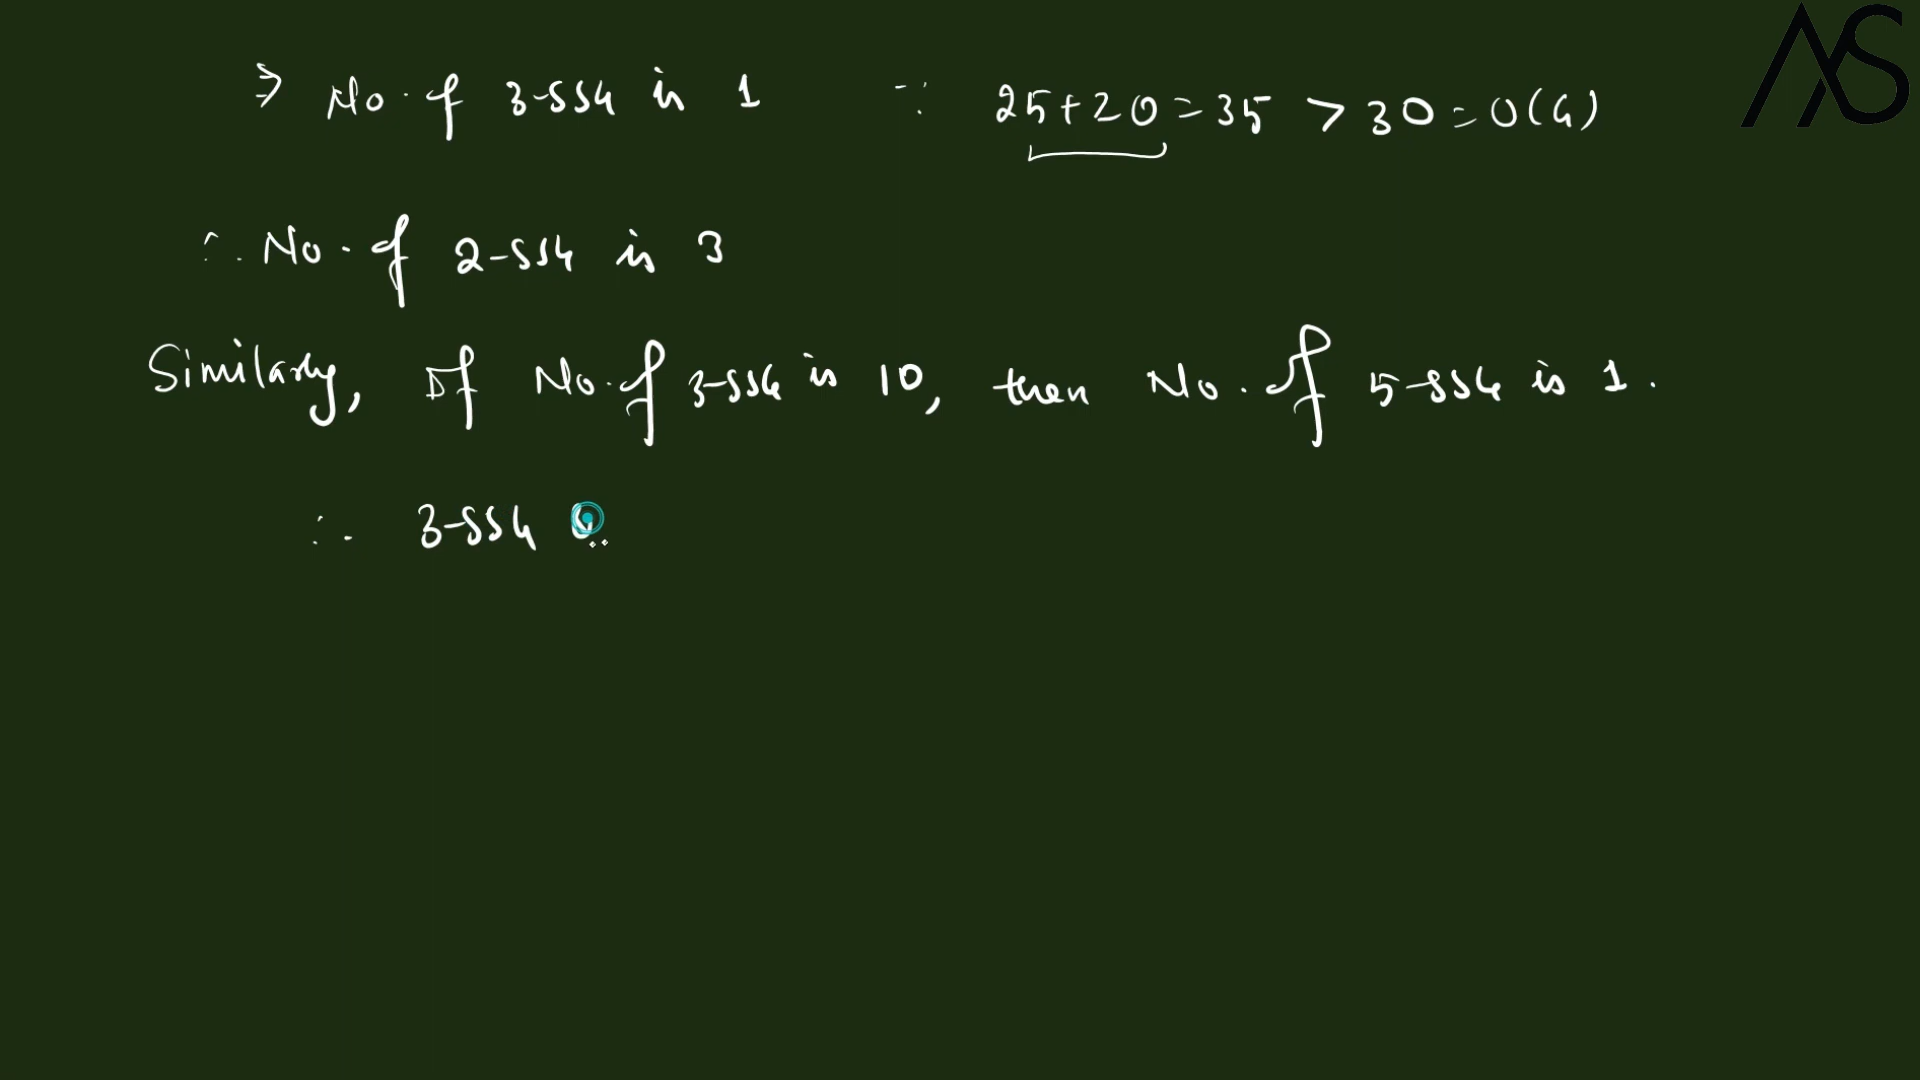 ⇒ No. of 3-SSG is 1 ∵ 25+20=35 > 30=O(G)
∴ No. of 2-SSG is 3
Similarly, If No. of 3-SSG is 10, then No. of 5-SSG is 1.
∴ 3-SSG
AS